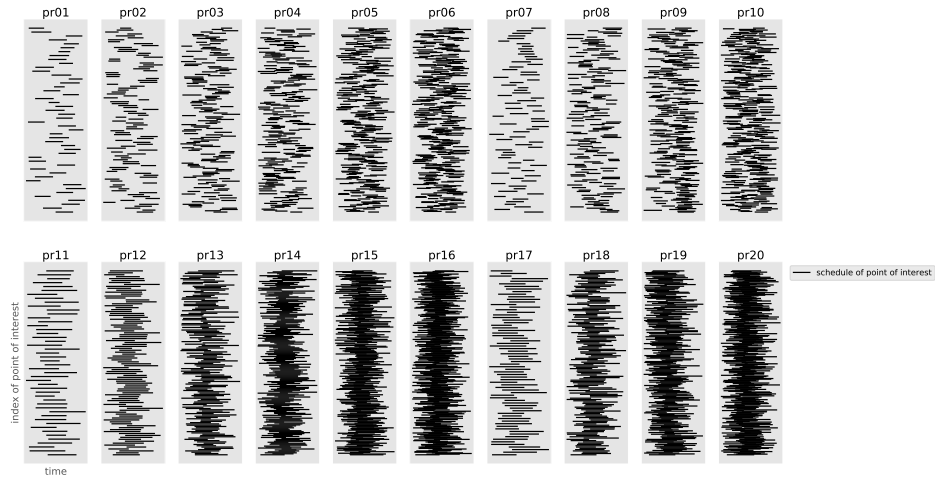 pr01 pr02 pr03 pr04 pr05 pr06 pr07 pr08 pr09 pr10
pr11 pr12 pr13 pr14 pr15 pr16 pr17 pr18 pr19 pr20
schedule of point of interest
index of point of interest
time